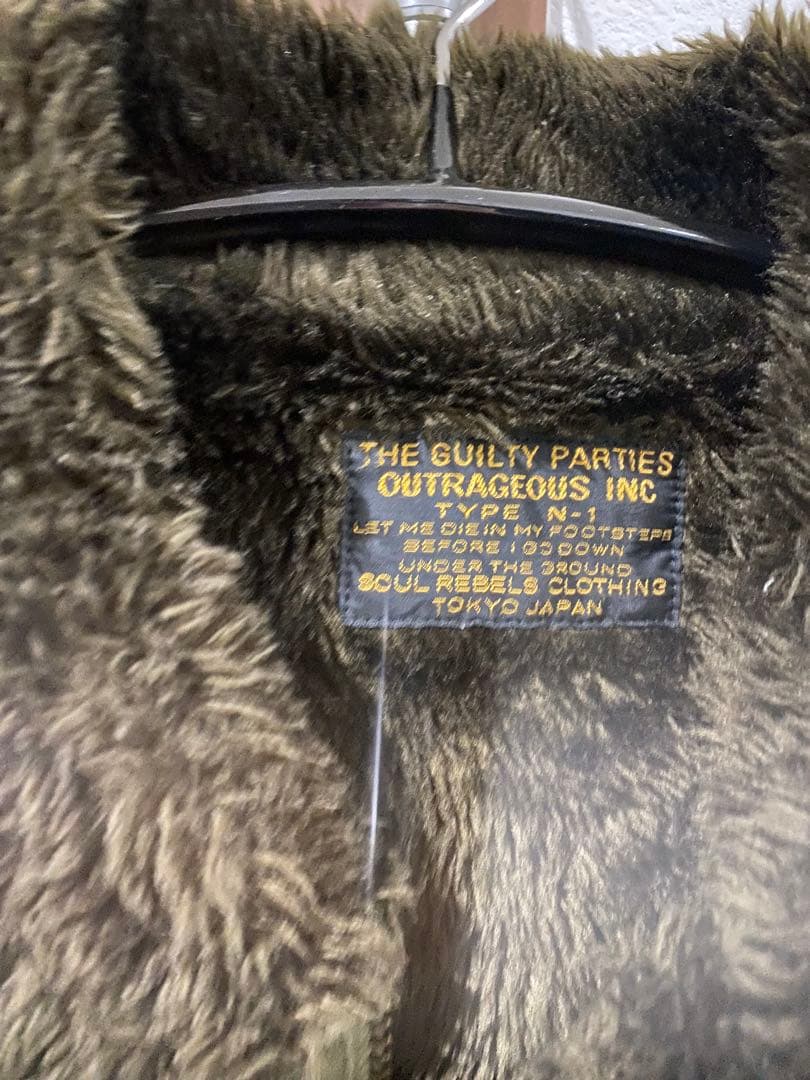 THE GUILTY PARTIES
OUTRAGEOUS INC
TYPE N-1
LET ME DIE IN MY FOOTSTEPS
BEFORE I GO DOWN
UNDER THE GROUND
SOUL REBELS CLOTHING
TOKYO JAPAN